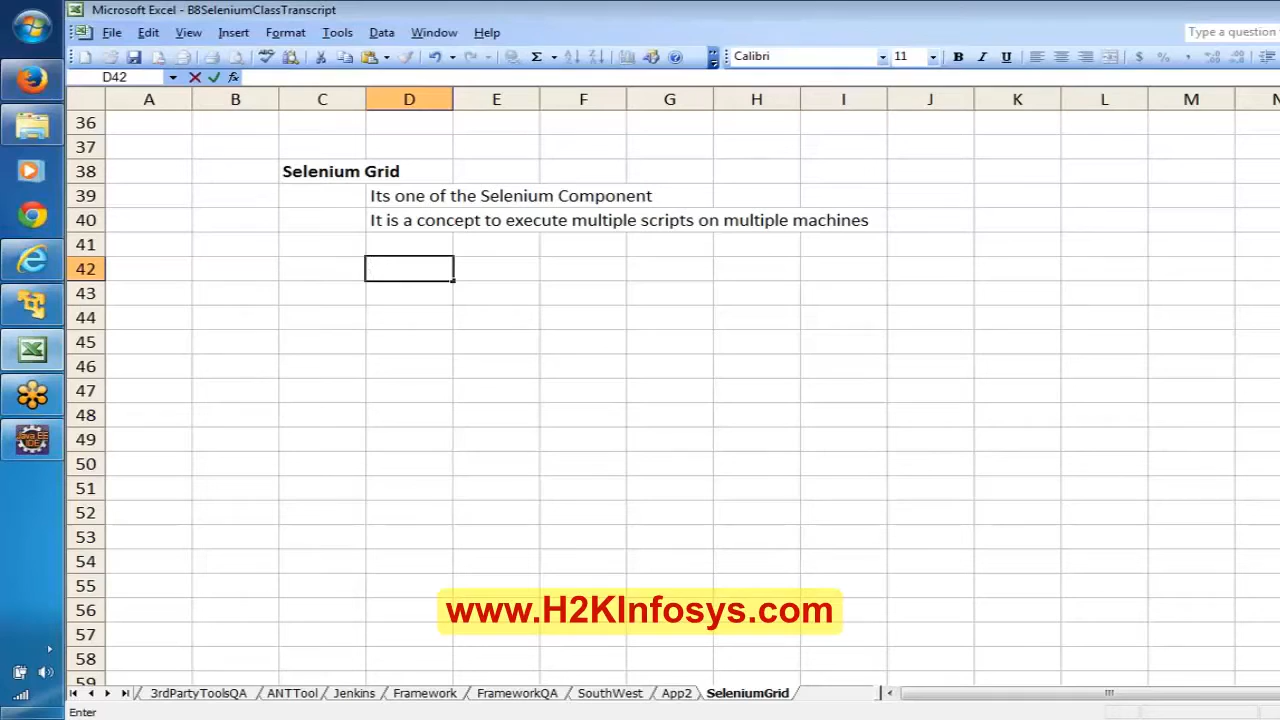 Microsoft Excel - B8SeleniumClassTranscript
File Edit View Insert Format Tools Data Window Help
Type a question
Calibri 11 B I U $ %
D42 fx
A B C D E F G H I J K L M
36
37
38 Selenium Grid
39 Its one of the Selenium Component
40 It is a concept to execute multiple scripts on multiple machines
41
42
43
44
45
46
47
48
49
50
51
52
53
54
55
56
57
58
59
www.H2KInfosys.com
3rdPartyToolsQA ANTTool Jenkins Framework FrameworkQA SouthWest App2 SeleniumGrid
Enter